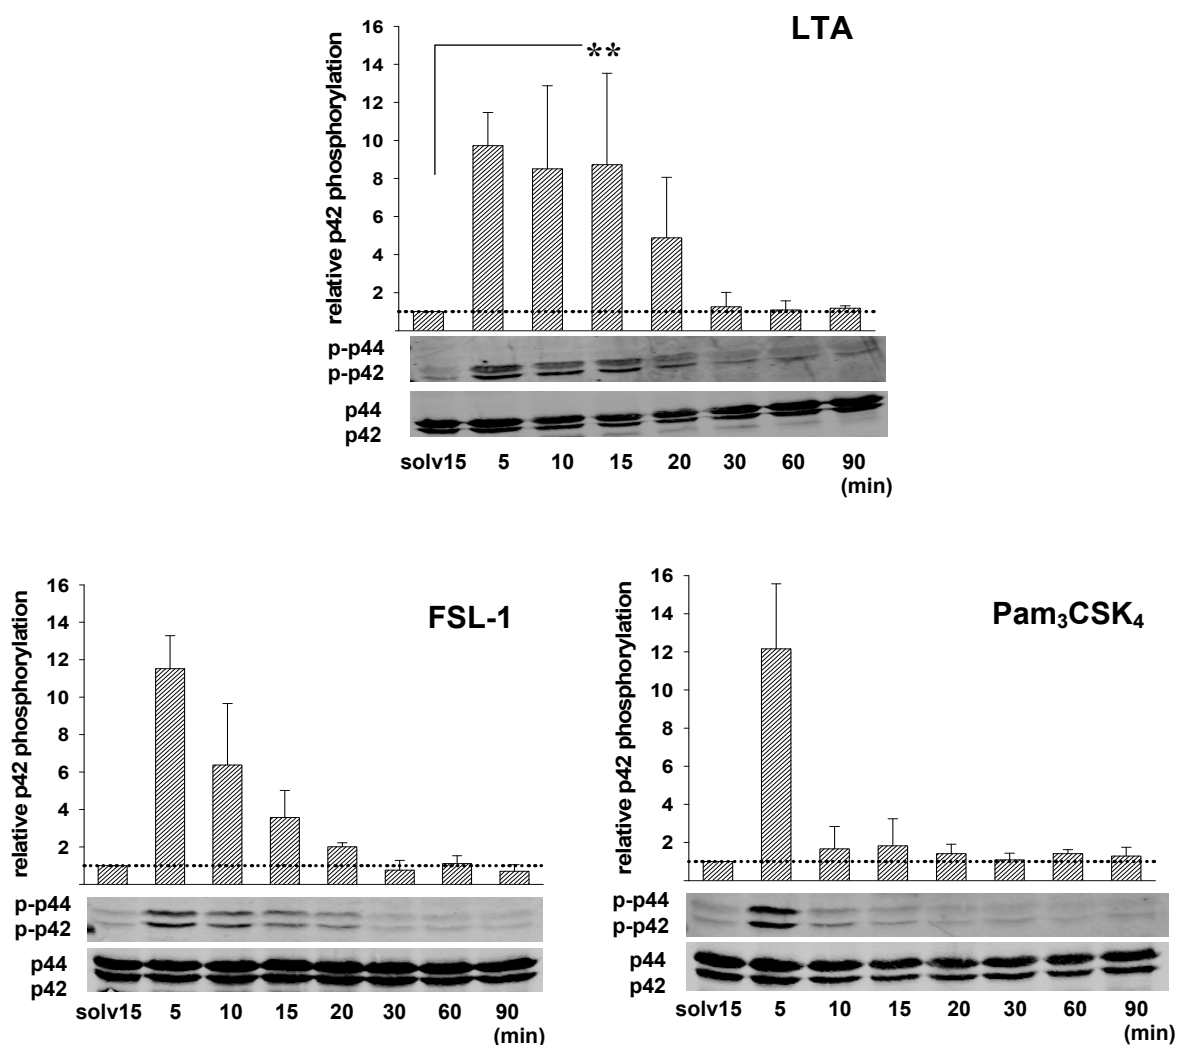 LTA
relative p42 phosphorylation
16
14
12
10
8
6
4
2
**
p-p44
p-p42
p44
p42
solv15 5 10 15 20 30 60 90
(min)
FSL-1
relative p42 phosphorylation
16
14
12
10
8
6
4
2
p-p44
p-p42
p44
p42
solv15 5 10 15 20 30 60 90
(min)
Pam₃CSK₄
relative p42 phosphorylation
16
14
12
10
8
6
4
2
p-p44
p-p42
p44
p42
solv15 5 10 15 20 30 60 90
(min)